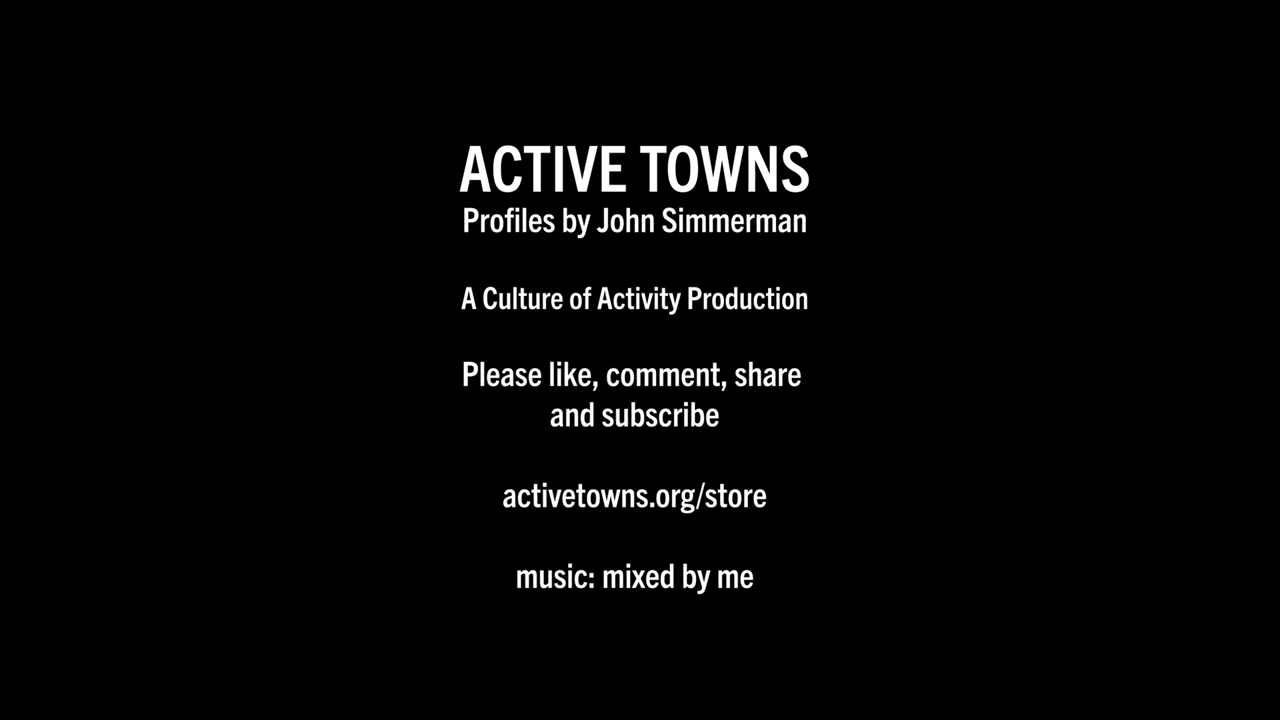 ACTIVE TOWNS
Profiles by John Simmerman
A Culture of Activity Production
Please like, comment, share
and subscribe
activetowns.org/store
music: mixed by me